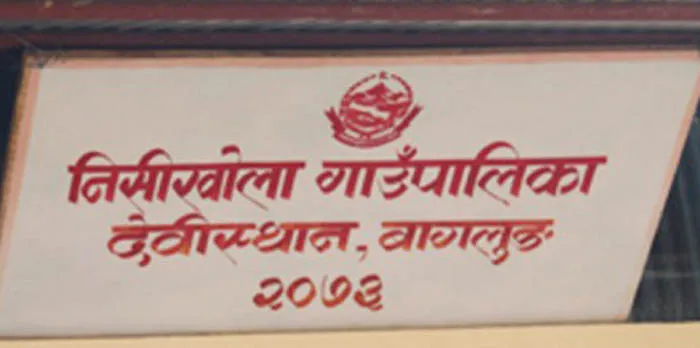 निसीखोला गाउँपालिका
देवीस्थान, वागलुङ
२०७३